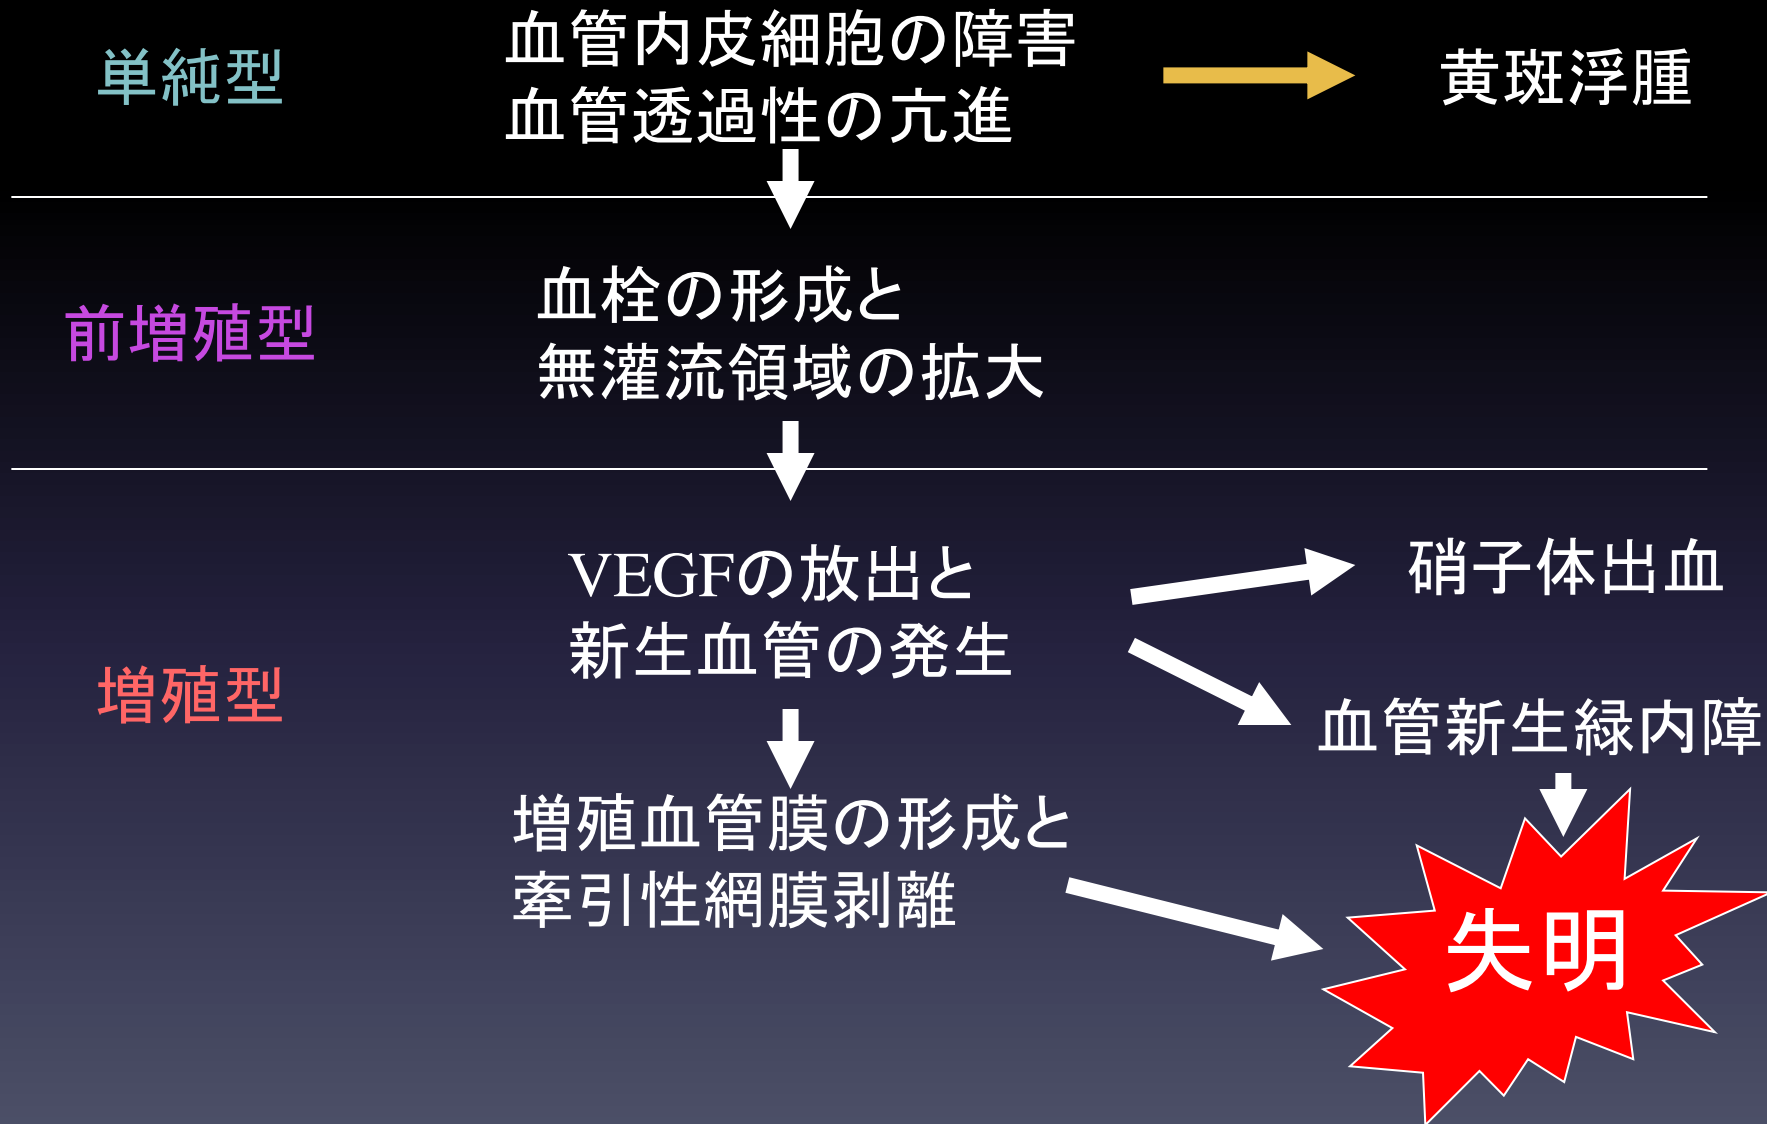 単純型
血管内皮細胞の障害
血管透過性の亢進
黄斑浮腫
前増殖型
血栓の形成と
無灌流領域の拡大
増殖型
VEGFの放出と
新生血管の発生
硝子体出血
血管新生緑内障
増殖血管膜の形成と
牽引性網膜剥離
失明